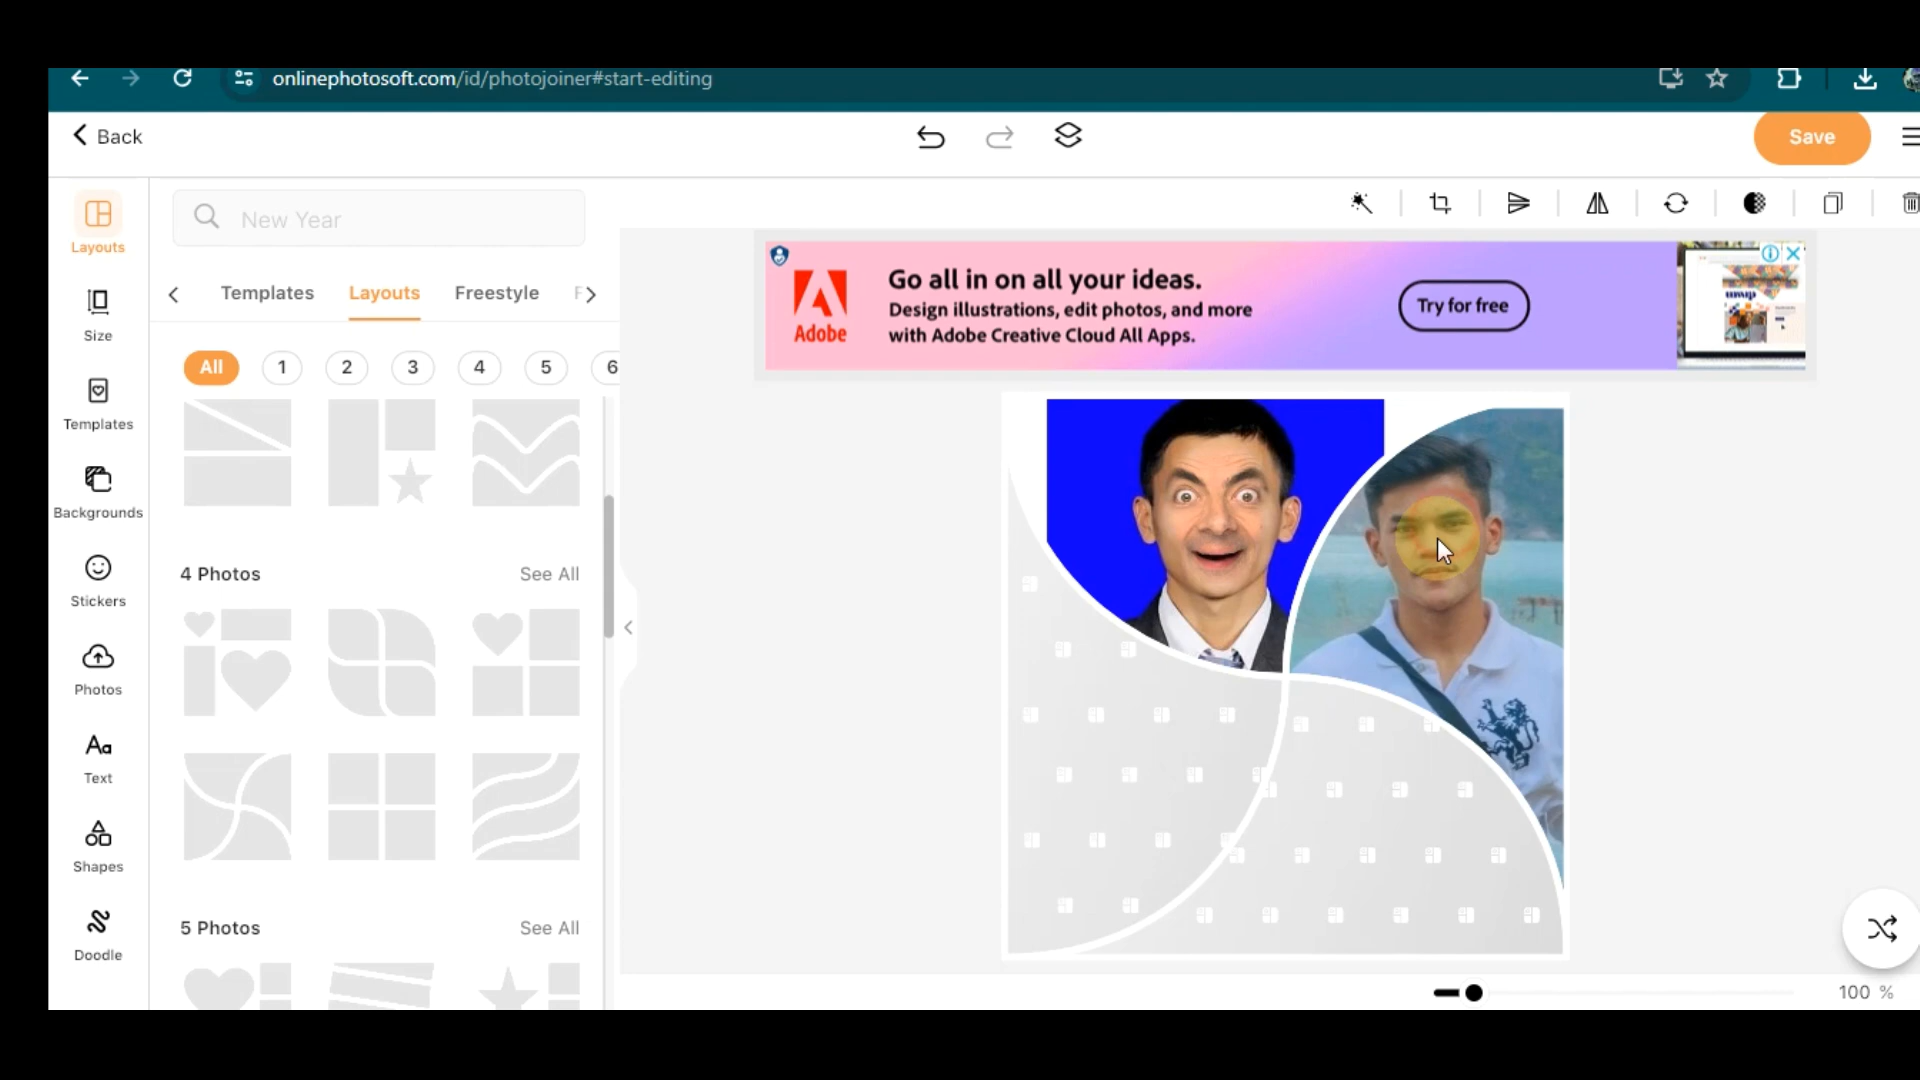 onlinephotosoft.com/id/photojoiner#start-editing
Back
Save
Layouts
Size
Templates
Backgrounds
Stickers
Photos
Text
Shapes
Doodle
New Year
Templates Layouts Freestyle F
All 1 2 3 4 5 6
4 Photos See All
5 Photos See All
Adobe
Go all in on all your ideas.
Design illustrations, edit photos, and more
with Adobe Creative Cloud All Apps.
Try for free
Aa
100 %